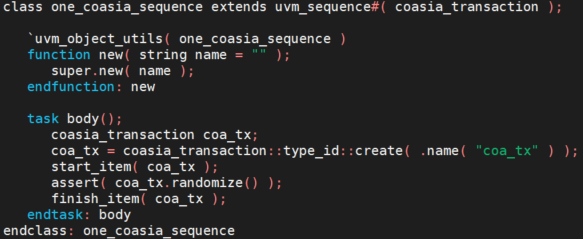 class one_coasia_sequence extends uvm_sequence#( coasia_transaction );
`uvm_object_utils( one_coasia_sequence )
function new( string name = "" );
super.new( name );
endfunction: new
task body();
coasia_transaction coa_tx;
coa_tx = coasia_transaction::type_id::create( .name( "coa_tx" ) );
start_item( coa_tx );
assert( coa_tx.randomize() );
finish_item( coa_tx );
endtask: body
endclass: one_coasia_sequence